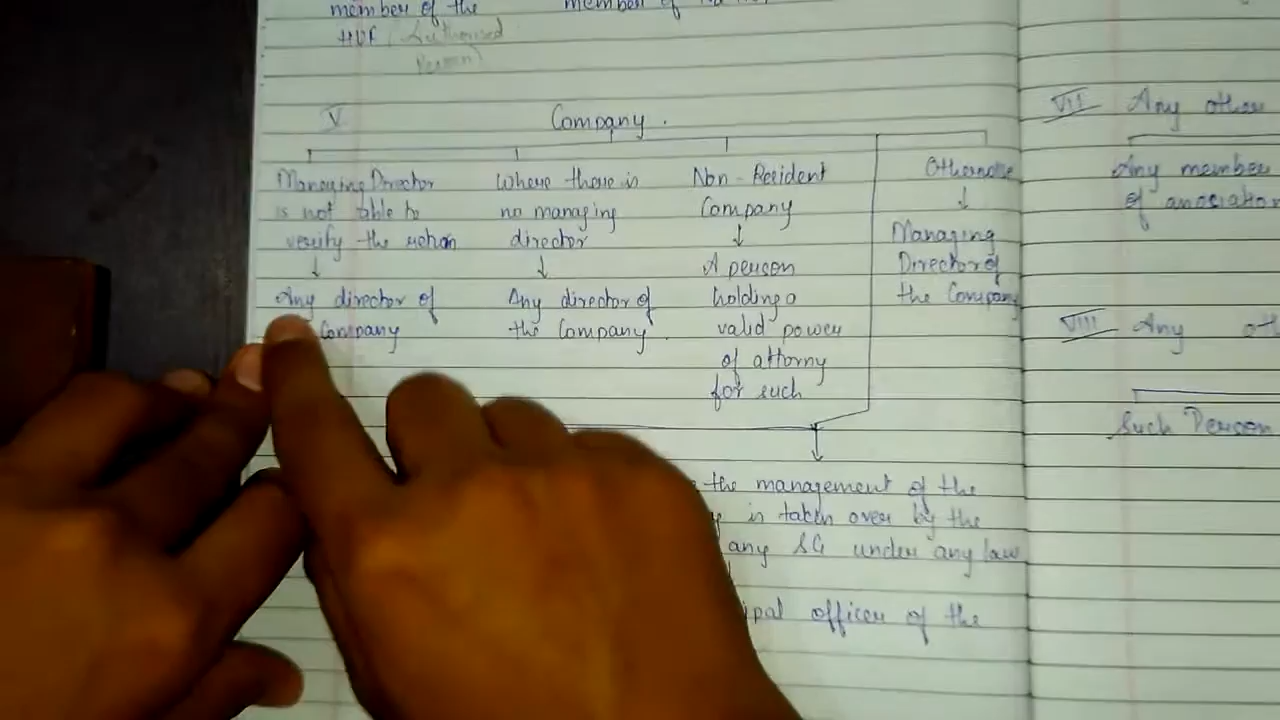 member of the
member of
HUF (Authorised
Person)
V
Company.
Managing Director
is not able to
verify the return
↓
Any director of
Company
Where there is
no managing
director
↓
Any director of
the Company.
Non-Resident
Company
↓
A person
holding a
valid power
of attorny
for such
Otherwise
↓
Managing
Director of
the Company
the management of the
is taken over by the
any SG under any law
officer of the
VII Any other
Any member
of association
VIII Any
Such Person